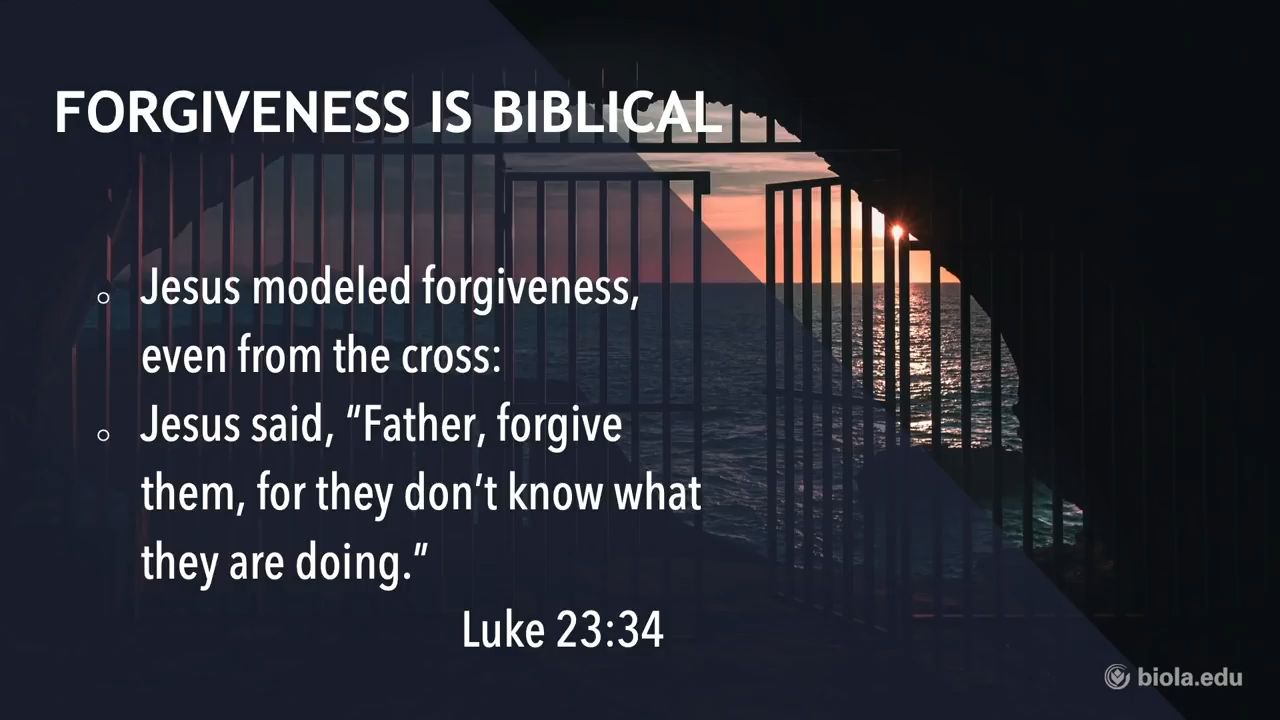 FORGIVENESS IS BIBLICAL
Jesus modeled forgiveness,
even from the cross:
Jesus said, “Father, forgive
them, for they don’t know what
they are doing.”
Luke 23:34
biola.edu